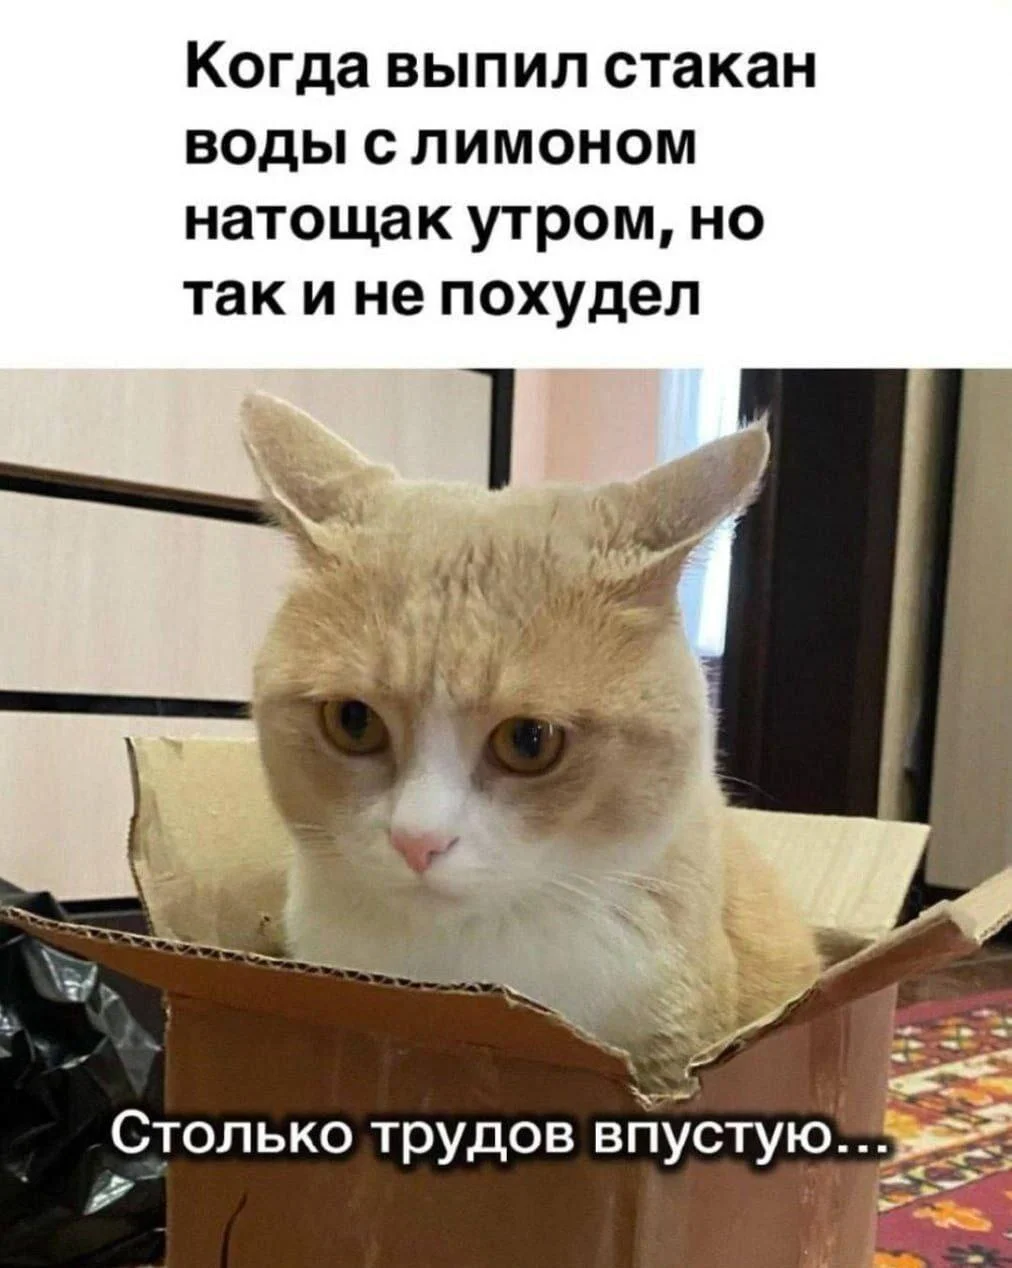 Когда выпил стакан
воды с лимоном
натощак утром, но
так и не похудел
Столько трудов впустую...